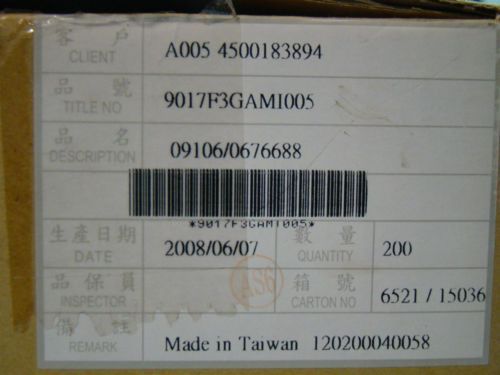 客 戶 A005 4500183894
CLIENT
品 號 9017F3GAMI005
TITLE NO
品 名 09106/0676688
DESCRIPTION
*9017F3GAMI005*
生產日期 2008/06/07 數 量 200
DATE QUANTITY
品保員 AS6 箱 號 6521 / 15036
INSPECTOR CARTON NO
備 註 Made in Taiwan 120200040058
REMARK